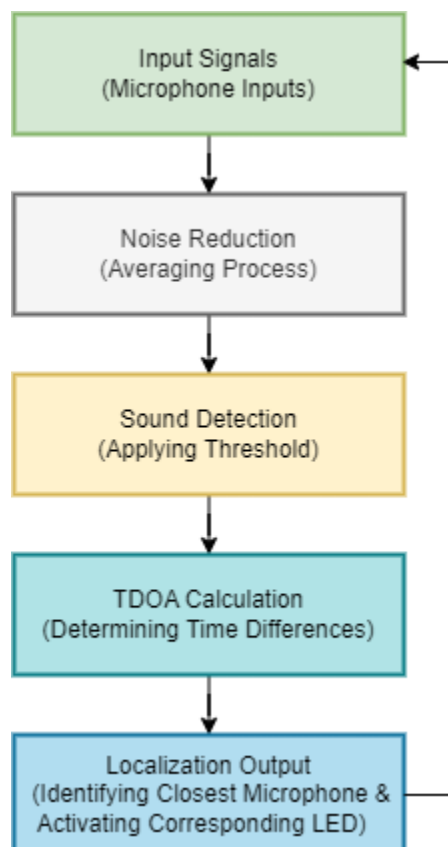 Input Signals
(Microphone Inputs)
Noise Reduction
(Averaging Process)
Sound Detection
(Applying Threshold)
TDOA Calculation
(Determining Time Differences)
Localization Output
(Identifying Closest Microphone &
Activating Corresponding LED)